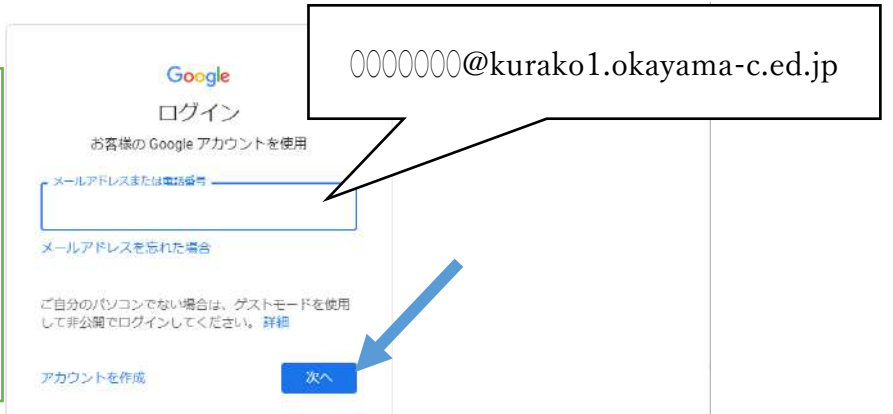 〇〇〇〇〇〇〇@kurako1.okayama-c.ed.jp
Google
ログイン
お客様の Google アカウントを使用
メールアドレスまたは電話番号
メールアドレスを忘れた場合
ご自分のパソコンでない場合は、ゲストモードを使用
して非公開でログインしてください。 詳細
アカウントを作成
次へ